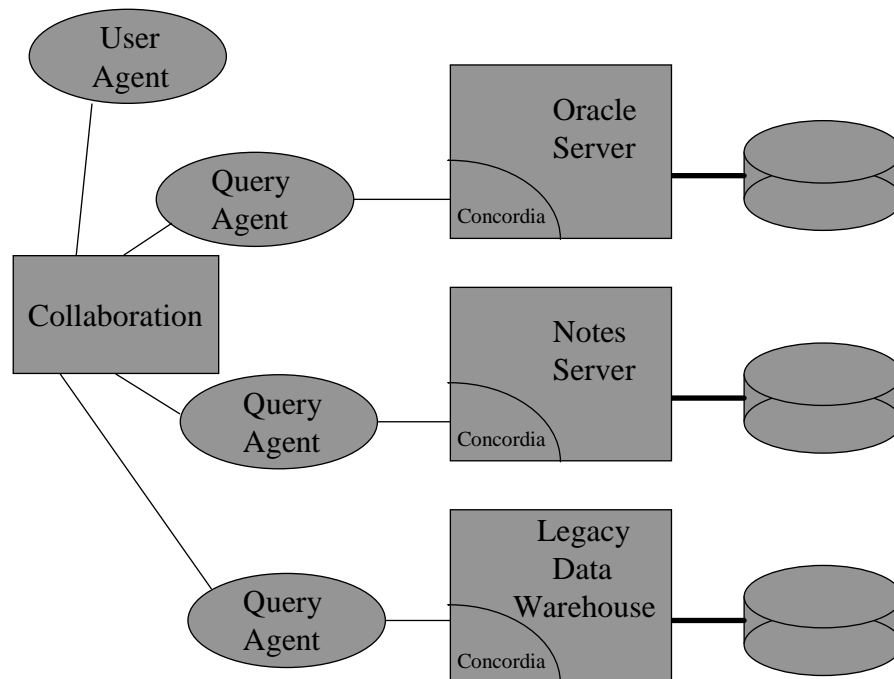 User
Agent
Oracle
Server
Query
Agent
Concordia
Collaboration
Notes
Server
Query
Agent
Concordia
Legacy
Data
Warehouse
Query
Agent
Concordia